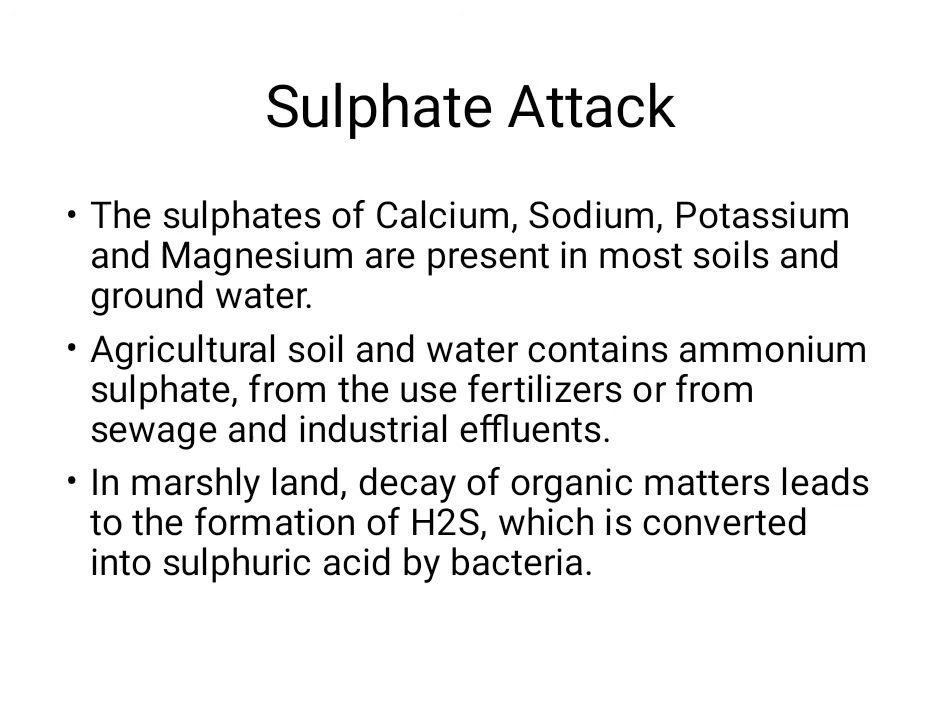 Sulphate Attack
• The sulphates of Calcium, Sodium, Potassium
and Magnesium are present in most soils and
ground water.
• Agricultural soil and water contains ammonium
sulphate, from the use fertilizers or from
sewage and industrial effluents.
• In marshly land, decay of organic matters leads
to the formation of H2S, which is converted
into sulphuric acid by bacteria.